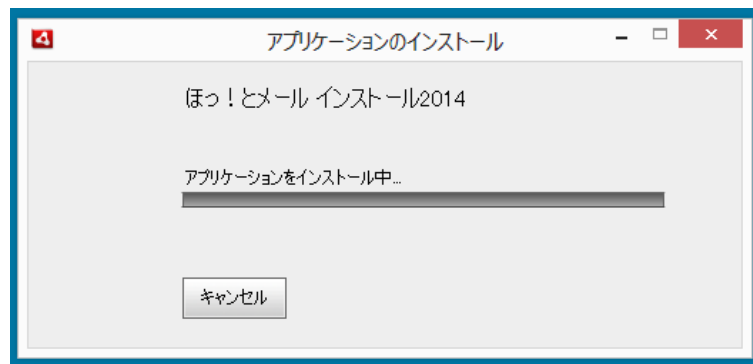 アプリケーションのインストール
ほっ！とメール インストール2014
アプリケーションをインストール中...
キャンセル